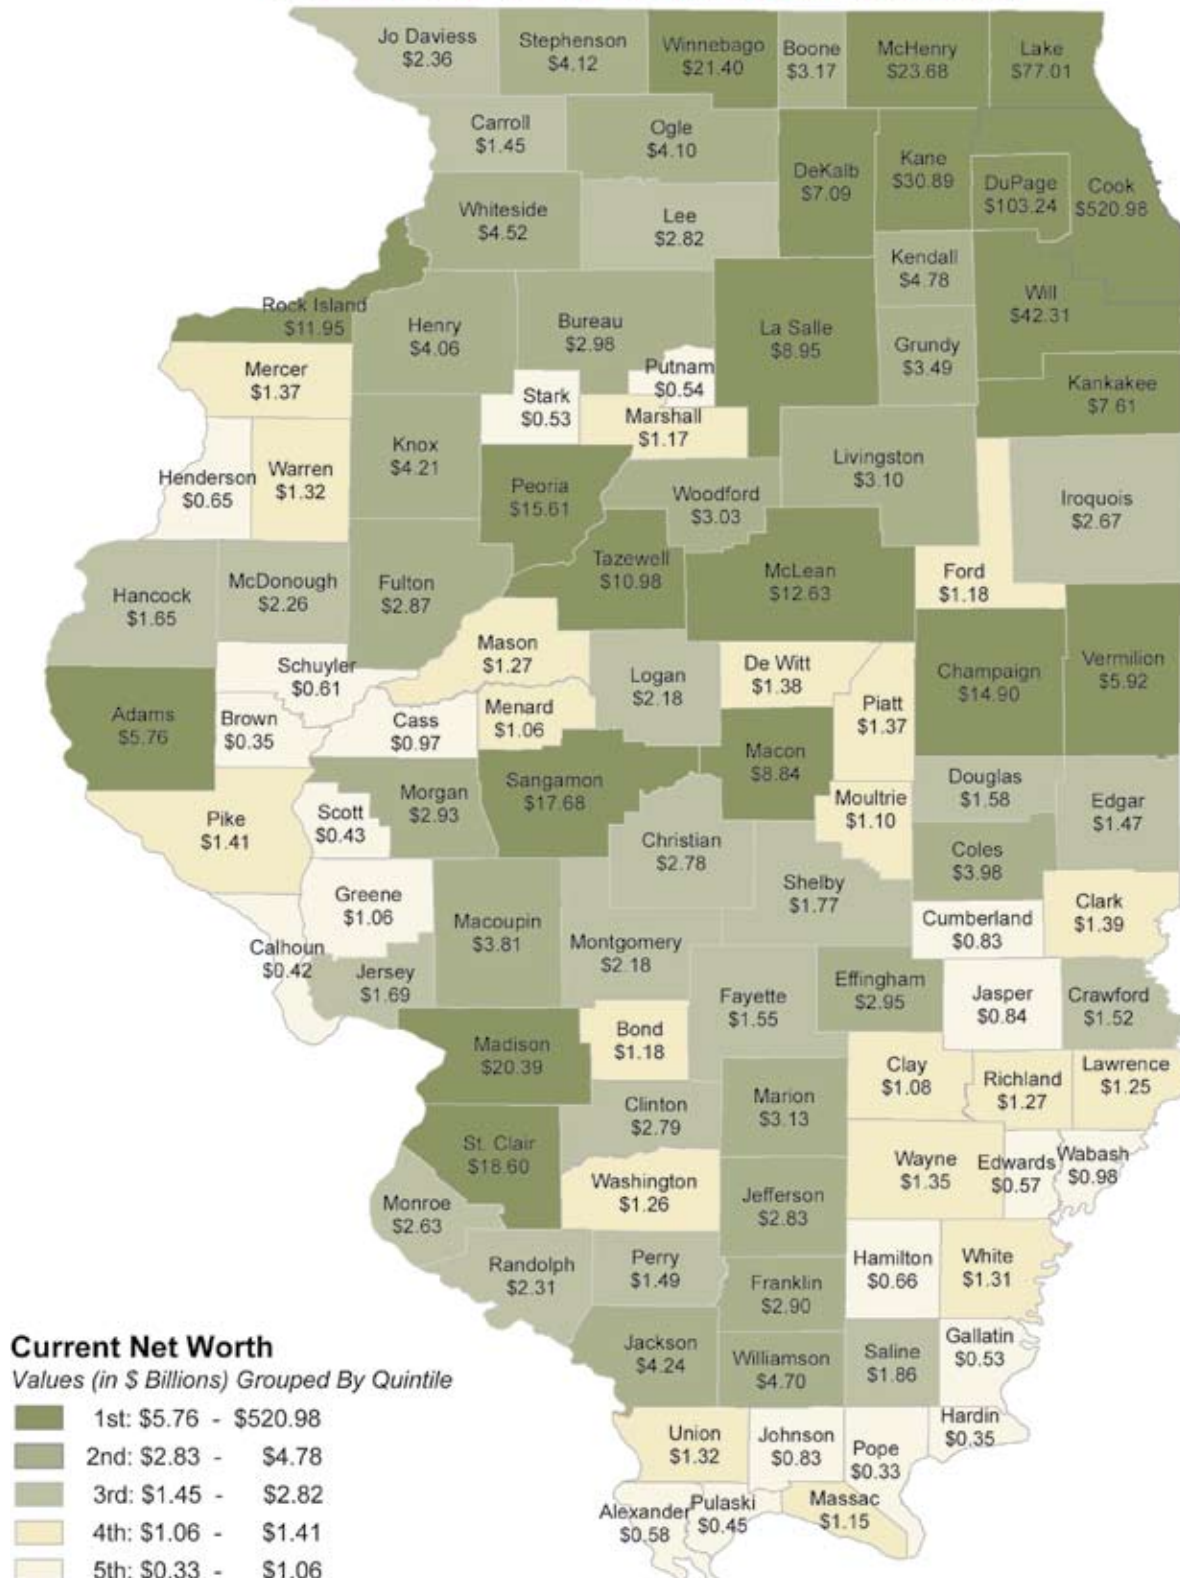 Jo Daviess
$2.36
Stephenson
$4.12
Winnebago
$21.40
Boone
$3.17
McHenry
$23.68
Lake
$77.01
Carroll
$1.45
Ogle
$4.10
DeKalb
$7.09
Kane
$30.89
DuPage
$103.24
Cook
$520.98
Whiteside
$4.52
Lee
$2.82
Kendall
$4.78
Will
$42.31
Rock Island
$11.95
Henry
$4.06
Bureau
$2.98
La Salle
$8.95
Grundy
$3.49
Putnam
$0.54
Mercer
$1.37
Kankakee
$7.61
Stark
$0.53
Marshall
$1.17
Knox
$4.21
Livingston
$3.10
Henderson
$0.65
Warren
$1.32
Peoria
$15.61
Woodford
$3.03
Iroquois
$2.67
Tazewell
$10.98
McLean
$12.63
Ford
$1.18
Hancock
$1.65
McDonough
$2.26
Fulton
$2.87
Mason
$1.27
Schuyler
$0.61
Logan
$2.18
De Witt
$1.38
Champaign
$14.90
Vermilion
$5.92
Adams
$5.76
Brown
$0.35
Cass
$0.97
Menard
$1.06
Piatt
$1.37
Macon
$8.84
Sangamon
$17.68
Morgan
$2.93
Scott
$0.43
Pike
$1.41
Moultrie
$1.10
Douglas
$1.58
Edgar
$1.47
Christian
$2.78
Coles
$3.98
Shelby
$1.77
Greene
$1.06
Macoupin
$3.81
Montgomery
$2.18
Cumberland
$0.83
Clark
$1.39
Calhoun
$0.42
Jersey
$1.69
Fayette
$1.55
Effingham
$2.95
Jasper
$0.84
Crawford
$1.52
Madison
$20.39
Bond
$1.18
Clay
$1.08
Richland
$1.27
Lawrence
$1.25
Clinton
$2.79
Marion
$3.13
St. Clair
$18.60
Washington
$1.26
Wayne
$1.35
Edwards
$0.57
Wabash
$0.98
Monroe
$2.63
Jefferson
$2.83
Randolph
$2.31
Perry
$1.49
Franklin
$2.90
Hamilton
$0.66
White
$1.31
Jackson
$4.24
Williamson
$4.70
Saline
$1.86
Gallatin
$0.53
Union
$1.32
Johnson
$0.83
Pope
$0.33
Hardin
$0.35
Alexander
$0.58
Pulaski
$0.45
Massac
$1.15
Current Net Worth
Values (in $ Billions) Grouped By Quintile
1st: $5.76 - $520.98
2nd: $2.83 - $4.78
3rd: $1.45 - $2.82
4th: $1.06 - $1.41
5th: $0.33 - $1.06